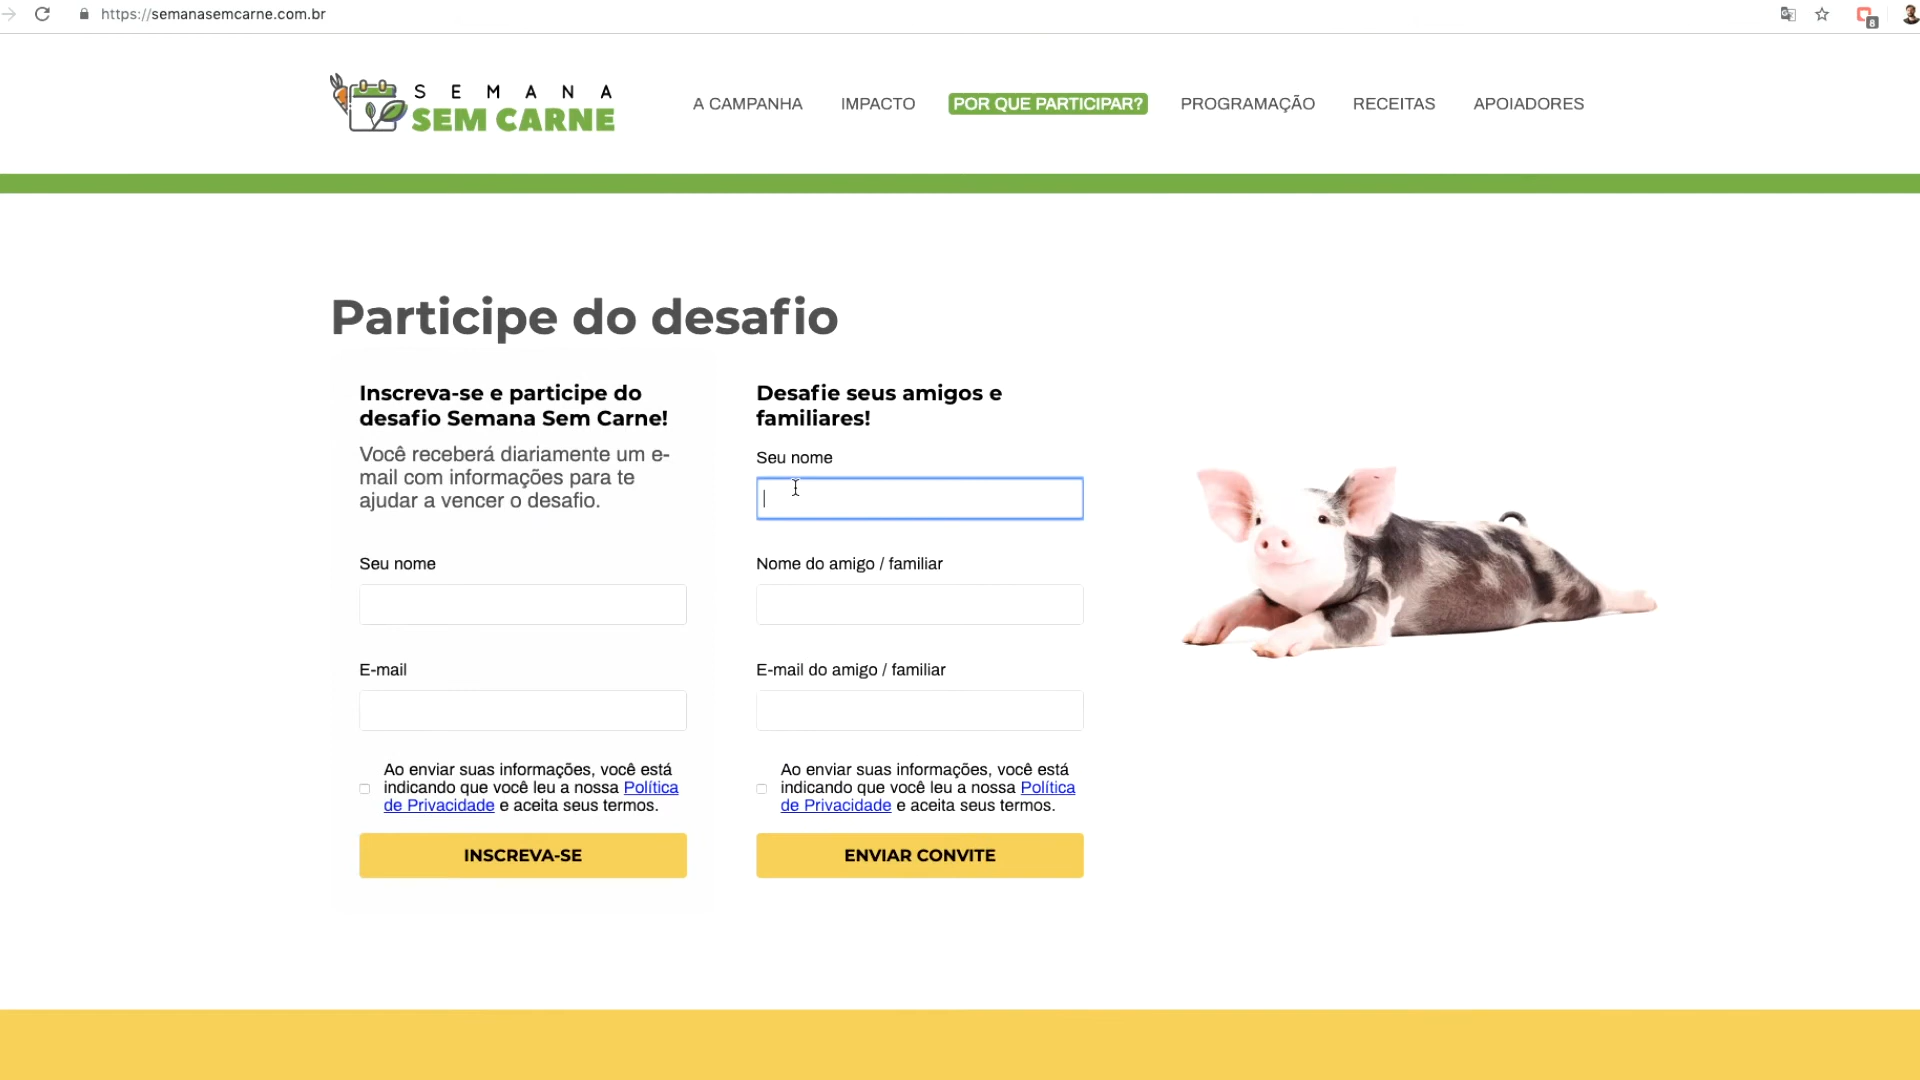 https://semanasemcarne.com.br
8
SEMANA
SEM CARNE
A CAMPANHA
IMPACTO
POR QUE PARTICIPAR?
PROGRAMAÇÃO
RECEITAS
APOIADORES
Participe do desafio
Inscreva-se e participe do
desafio Semana Sem Carne!
Você receberá diariamente um e-
mail com informações para te
ajudar a vencer o desafio.
Seu nome
E-mail
Ao enviar suas informações, você está
indicando que você leu a nossa Política
de Privacidade e aceita seus termos.
INSCREVA-SE
Desafie seus amigos e
familiares!
Seu nome
Nome do amigo / familiar
E-mail do amigo / familiar
Ao enviar suas informações, você está
indicando que você leu a nossa Política
de Privacidade e aceita seus termos.
ENVIAR CONVITE